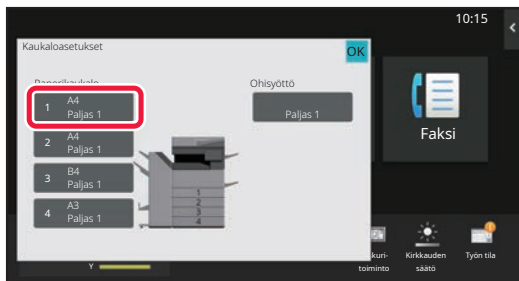 10:15
Kaukaloasetukset
OK
Ohisyöttö
1 A4
Paljas 1
Paljas 1
2 A4
Paljas 1
3 B4
Paljas 1
4 A3
Paljas 1
1
2
3
4
Faksi
Y
toiminto
Kirkkauden
säätö
Työn tila